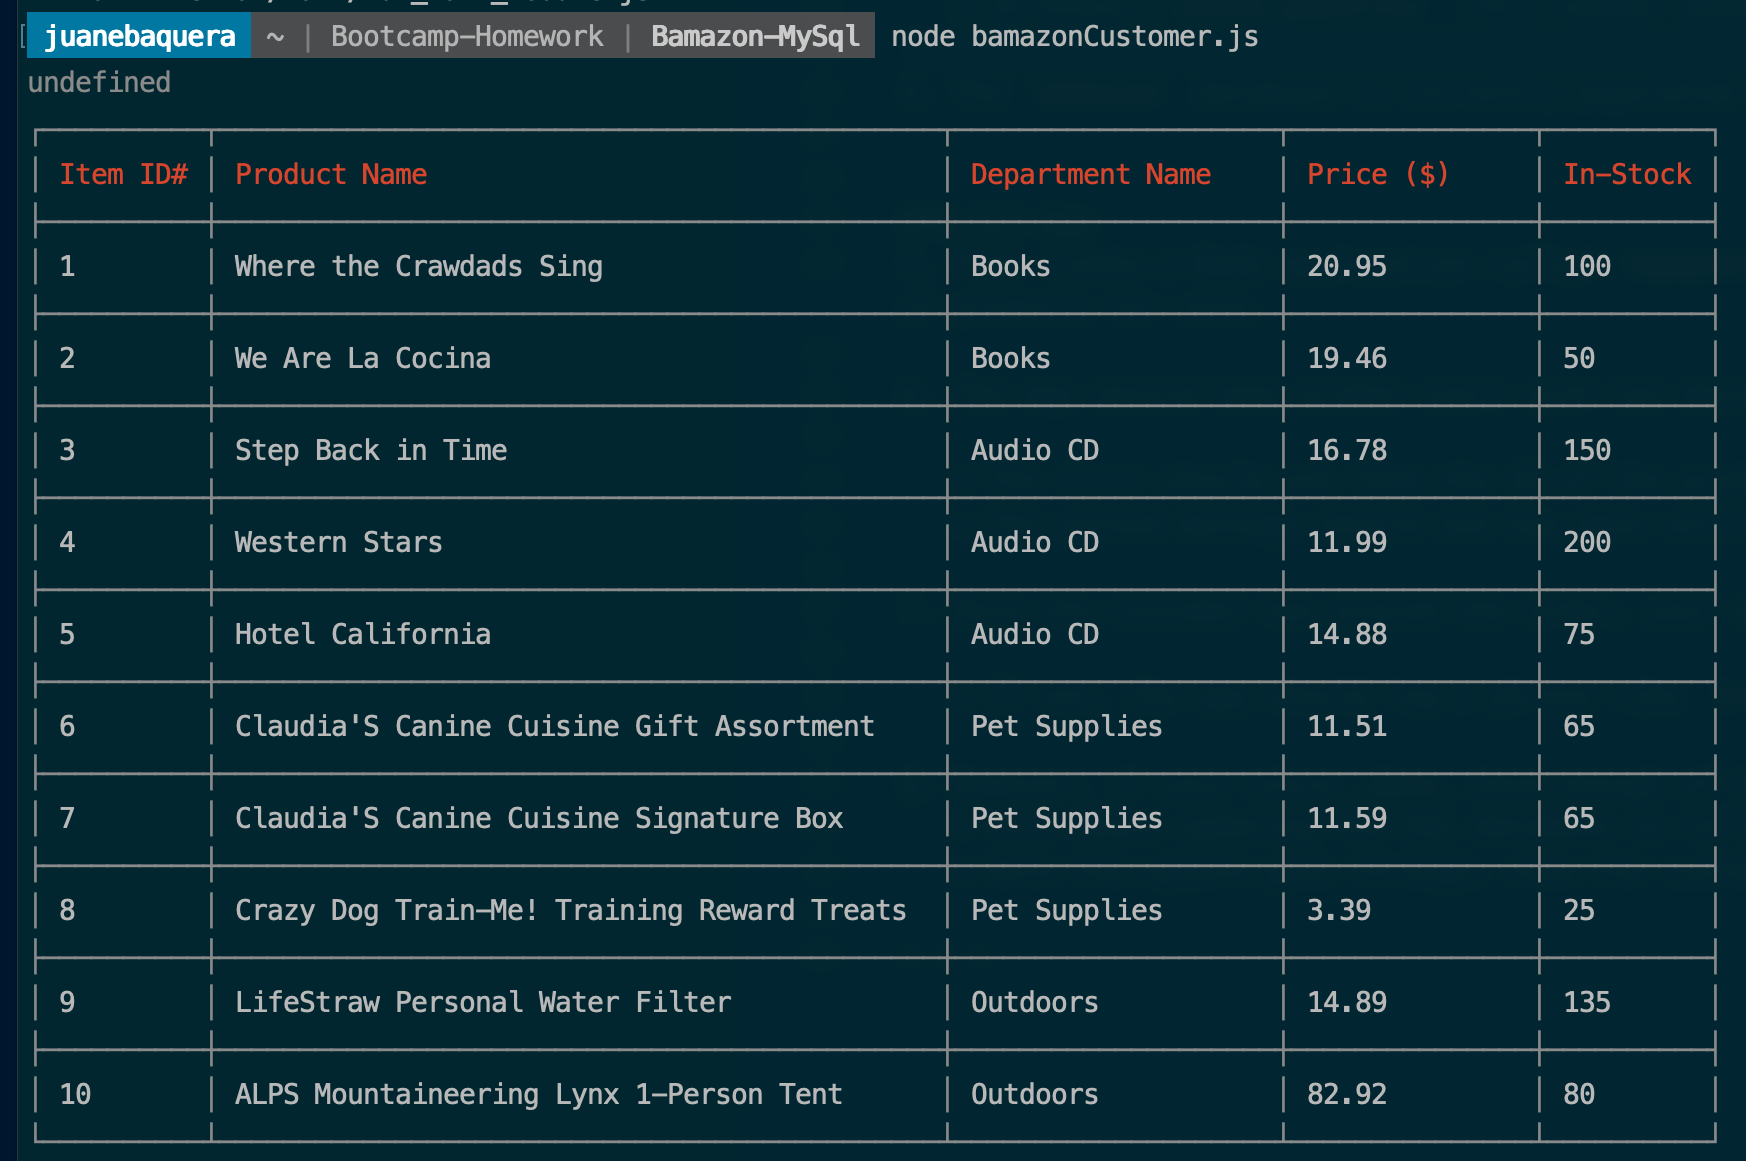 juanebaquera ~ | Bootcamp-Homework | Bamazon-MySql node bamazonCustomer.js
undefined
Item ID# Product Name Department Name Price ($) In-Stock
1 Where the Crawdads Sing Books 20.95 100
2 We Are La Cocina Books 19.46 50
3 Step Back in Time Audio CD 16.78 150
4 Western Stars Audio CD 11.99 200
5 Hotel California Audio CD 14.88 75
6 Claudia'S Canine Cuisine Gift Assortment Pet Supplies 11.51 65
7 Claudia'S Canine Cuisine Signature Box Pet Supplies 11.59 65
8 Crazy Dog Train-Me! Training Reward Treats Pet Supplies 3.39 25
9 LifeStraw Personal Water Filter Outdoors 14.89 135
10 ALPS Mountaineering Lynx 1-Person Tent Outdoors 82.92 80